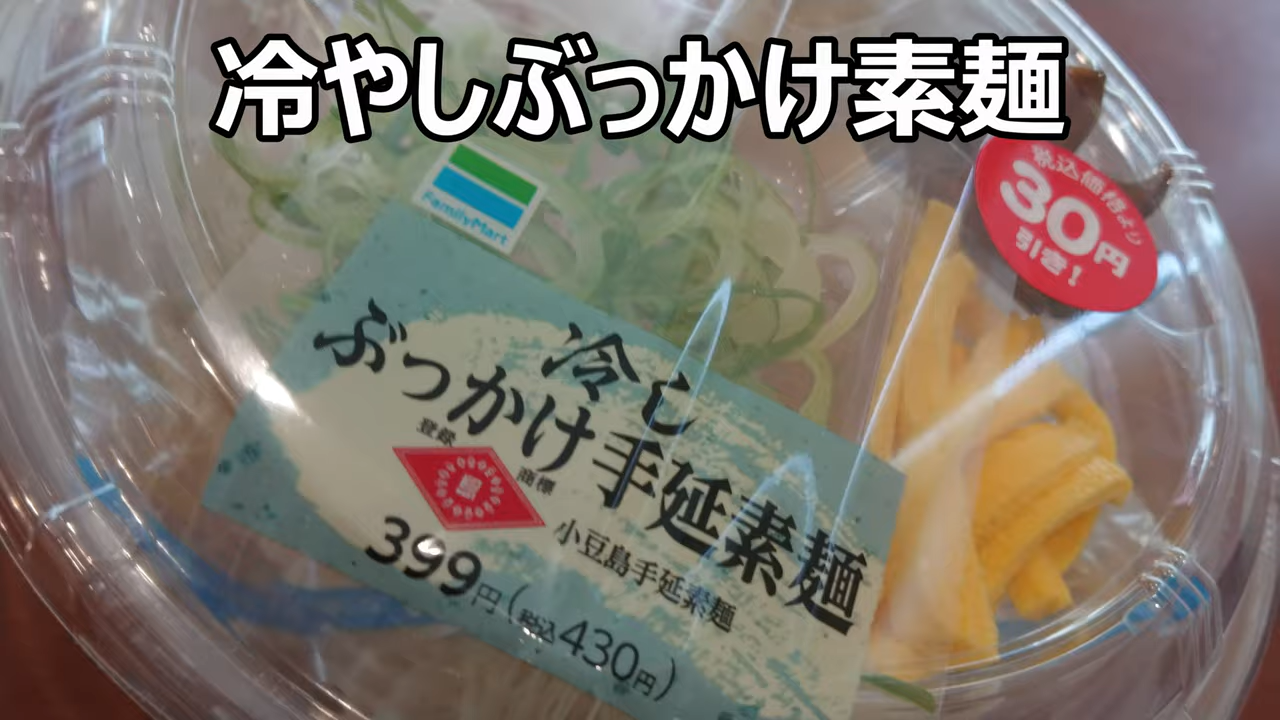 冷やしぶっかけ素麺
税込価格より
30円
引き!
FamilyMart
冷し
ぶっかけ手延素麺
登録
商標
小豆島手延素麺
399円(税込430円)